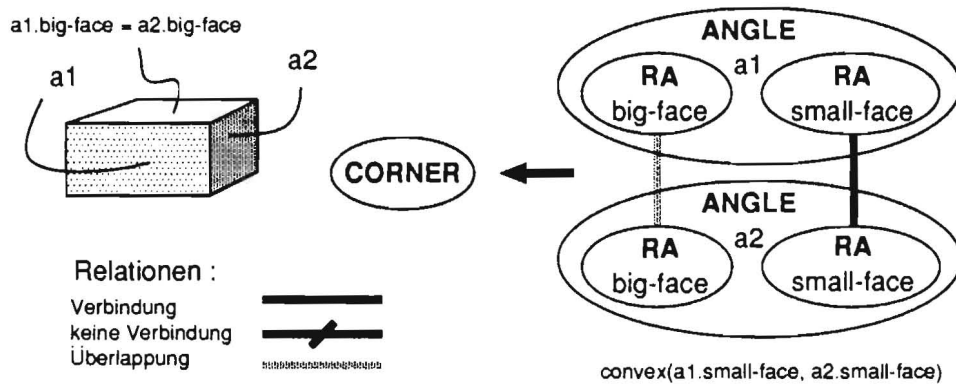 a1.big-face = a2.big-face
a1
a2
CORNER
ANGLE
a1
RA
big-face
RA
small-face
ANGLE
a2
RA
big-face
RA
small-face
Relationen :
Verbindung
keine Verbindung
Überlappung
convex(a1.small-face, a2.small-face)